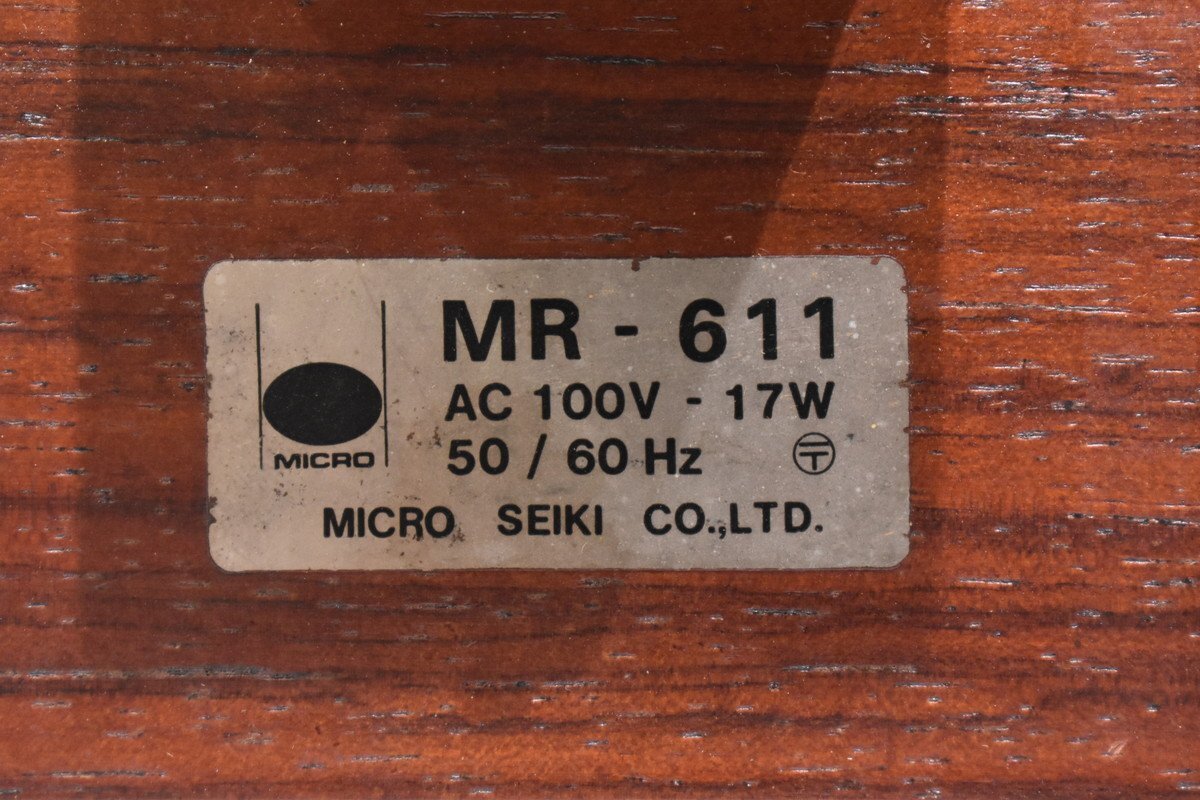 MICRO
MR - 611
AC 100V - 17W
50 / 60 Hz 〶
MICRO SEIKI CO.,LTD.